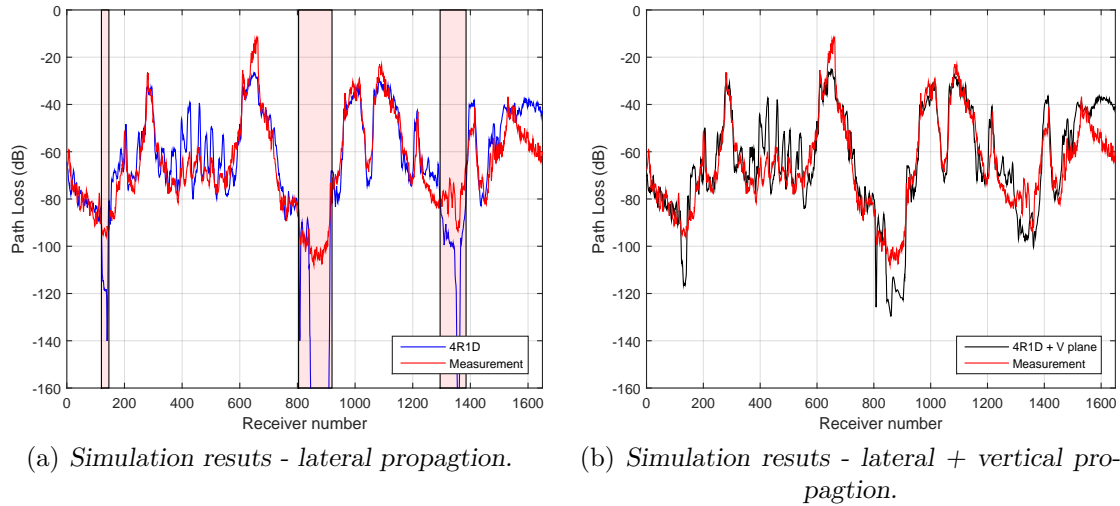 0
-20
-40
-60
-80
-100
-120
-140
-160
Path Loss (dB)
4R1D
Measurement
0 200 400 600 800 1000 1200 1400 1600
Receiver number
(a) Simulation resuts - lateral propagtion.
0
-20
-40
-60
-80
-100
-120
-140
-160
Path Loss (dB)
4R1D + V plane
Measurement
0 200 400 600 800 1000 1200 1400 1600
Receiver number
(b) Simulation resuts - lateral + vertical pro-
pagtion.